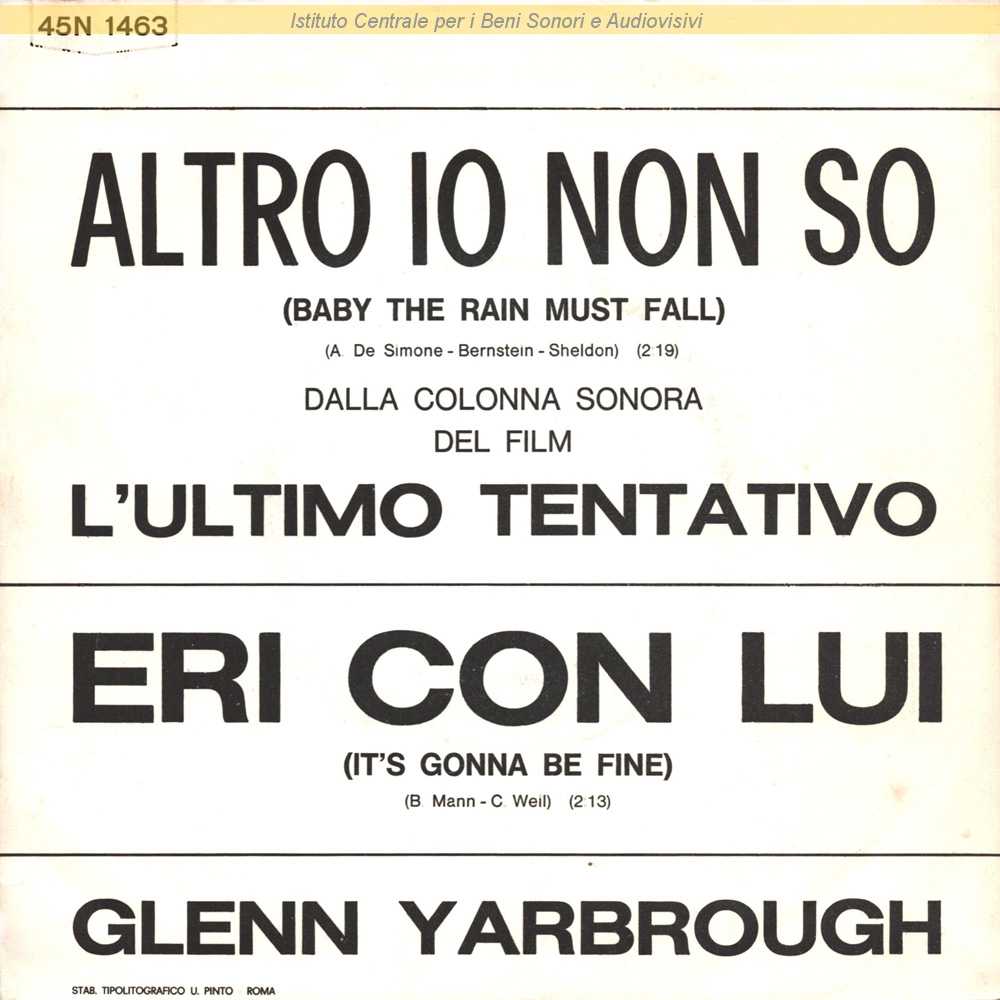 Istituto Centrale per i Beni Sonori e Audiovisivi
45N 1463
ALTRO IO NON SO
(BABY THE RAIN MUST FALL)
(A. De Simone - Bernstein - Sheldon) (2:19)
DALLA COLONNA SONORA
DEL FILM
L'ULTIMO TENTATIVO
ERI CON LUI
(IT'S GONNA BE FINE)
(B. Mann - C. Weil) (2:13)
GLENN YARBROUGH
STAB. TIPOLITOGRAFICO U. PINTO ROMA